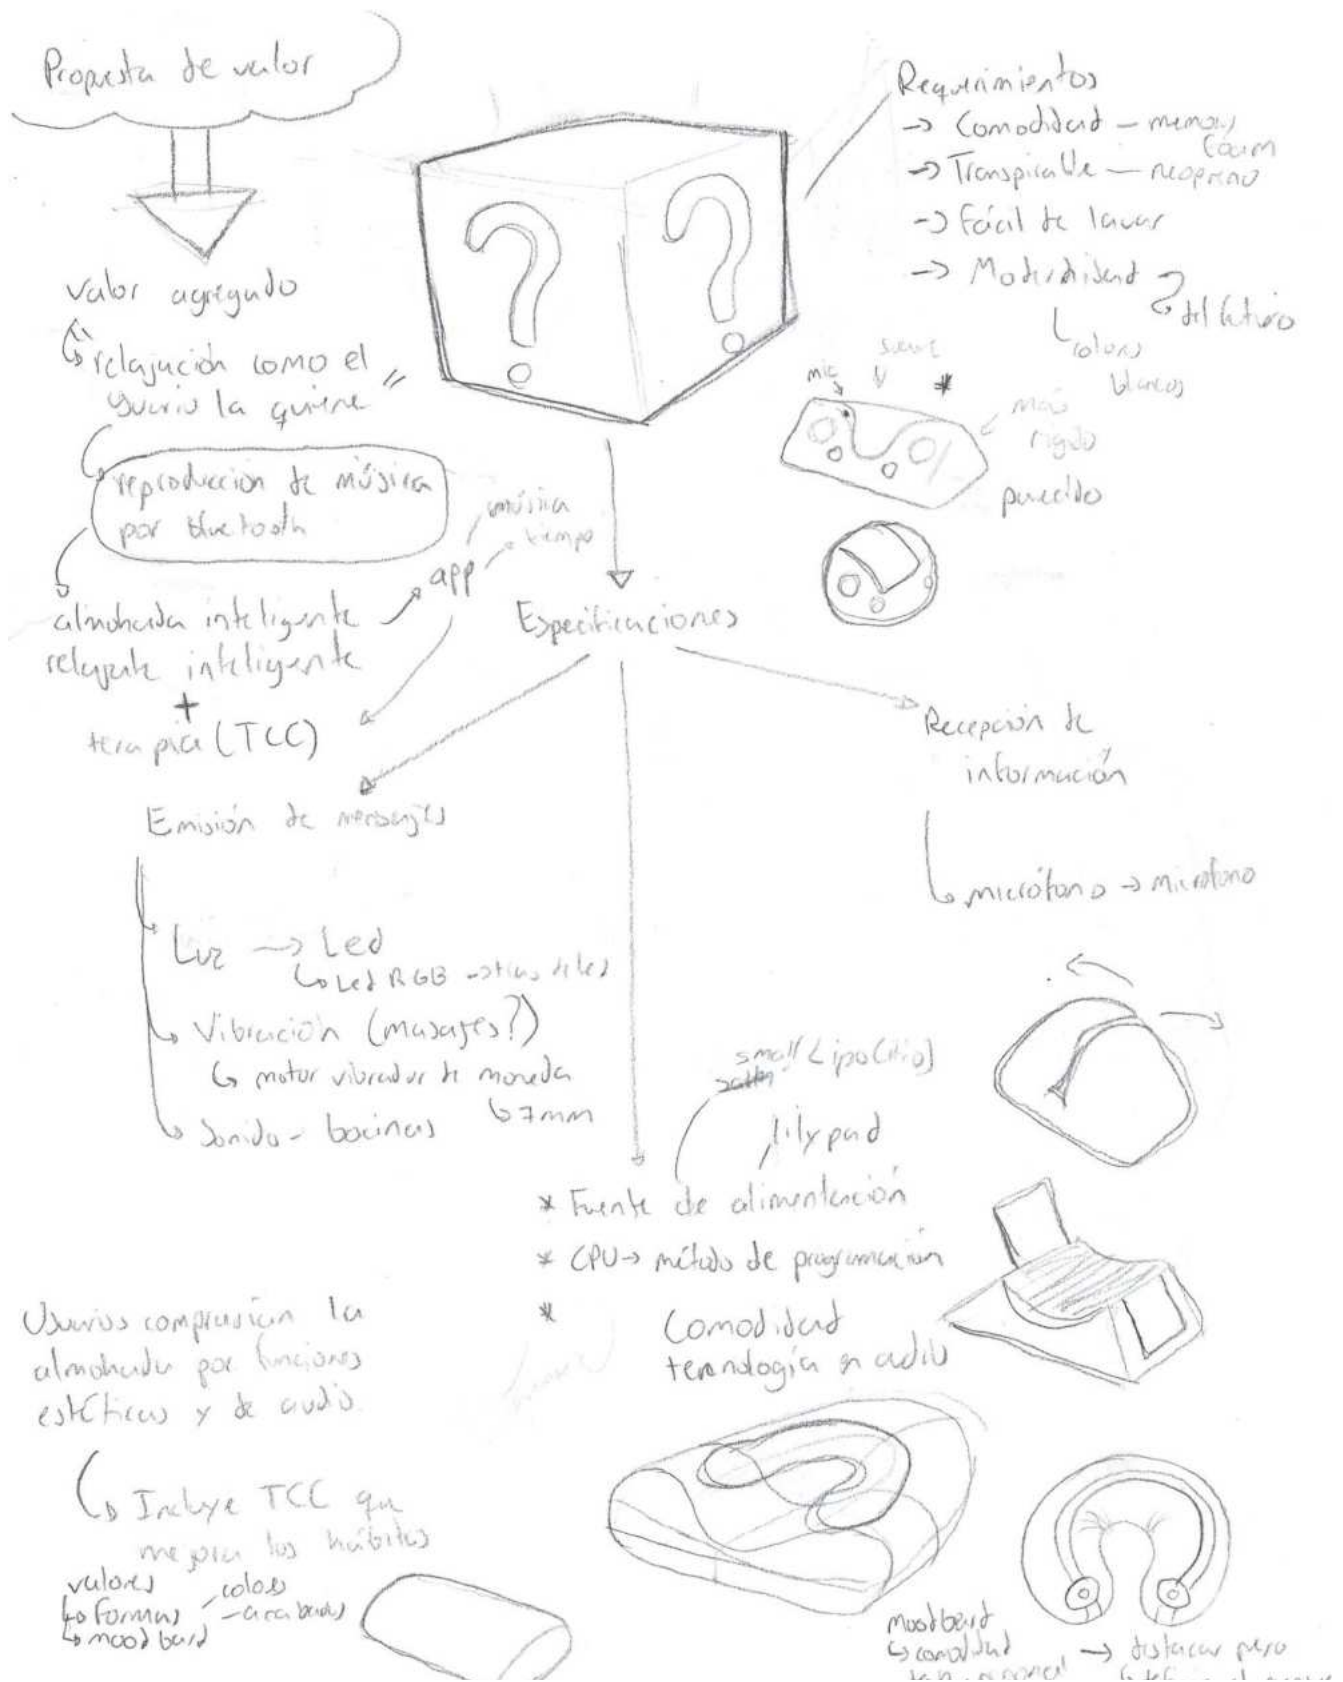 Propuesta de valor
valor agregado
relajación como el
usuario la quiere
reproducción de música
por bluetooth
app
música
tiempo
almohada inteligente
relajante inteligente
+
terapia (TCC)
Requerimientos
-> Comodidad - memory
foam
-> Transpirable - neopreno
-> Fácil de lavar
-> Modernidad
del futuro
colores
blancos
mic
suave
*
más
rígido
parecido
? ?
Especificaciones
Emisión de mensajes
Luz -> Led
Led RGB -> tiras de led
Vibración (masajes?)
motor vibrador de moneda
7mm
Sonido - bocinas
Recepción de
información
micrófono -> micrófono
small Lipo (litio)
lilypad
* Fuente de alimentación
* CPU -> método de programación
*
Comodidad
tecnología en audio
Usuarios comprarían la
almohada por funciones
estéticas y de audio
Incluye TCC que
mejora los hábitos
valores
formas
colores
- acabados
moodboard
moodboard
comodidad
-> destacar pero